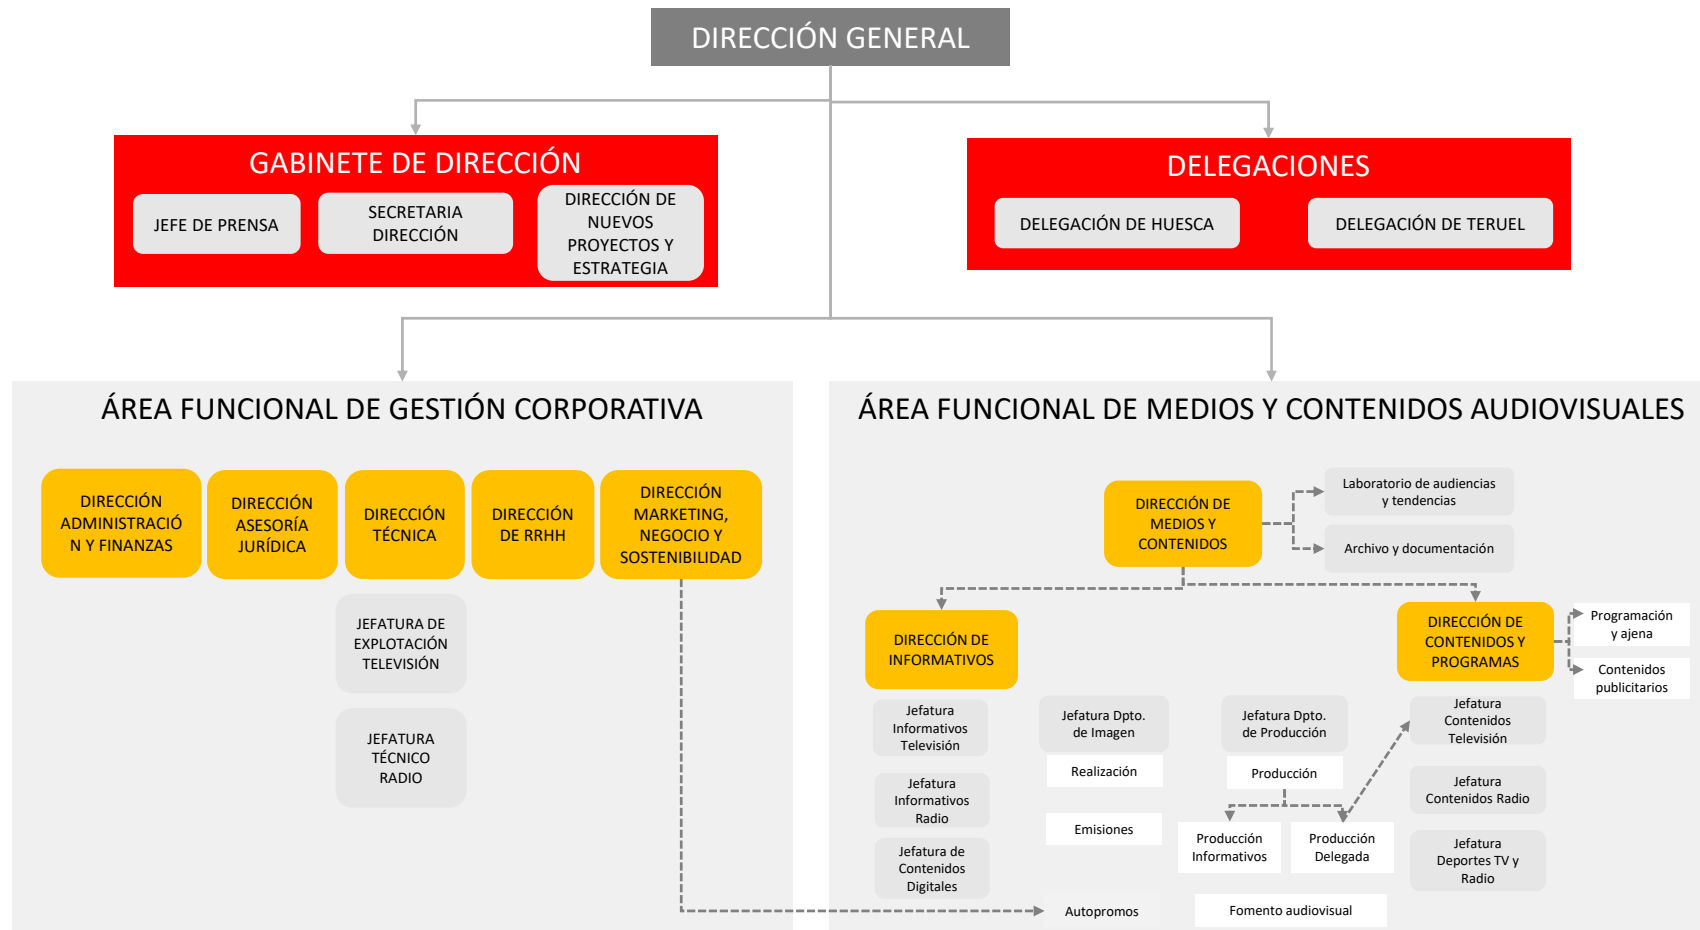 DIRECCIÓN GENERAL
GABINETE DE DIRECCIÓN
JEFE DE PRENSA
SECRETARIA
DIRECCIÓN
DIRECCIÓN DE
NUEVOS
PROYECTOS Y
ESTRATEGIA
DELEGACIONES
DELEGACIÓN DE HUESCA
DELEGACIÓN DE TERUEL
ÁREA FUNCIONAL DE GESTIÓN CORPORATIVA
DIRECCIÓN
ADMINISTRACIÓ
N Y FINANZAS
DIRECCIÓN
ASESORÍA
JURÍDICA
DIRECCIÓN
TÉCNICA
DIRECCIÓN
DE RRHH
DIRECCIÓN
MARKETING,
NEGOCIO Y
SOSTENIBILIDAD
JEFATURA DE
EXPLOTACIÓN
TELEVISIÓN
JEFATURA
TÉCNICO
RADIO
ÁREA FUNCIONAL DE MEDIOS Y CONTENIDOS AUDIOVISUALES
DIRECCIÓN DE
MEDIOS Y
CONTENIDOS
Laboratorio de audiencias
y tendencias
Archivo y documentación
DIRECCIÓN DE
INFORMATIVOS
DIRECCIÓN DE
CONTENIDOS Y
PROGRAMAS
Programación
y ajena
Contenidos
publicitarios
Jefatura
Informativos
Televisión
Jefatura
Informativos
Radio
Jefatura de
Contenidos
Digitales
Jefatura Dpto.
de Imagen
Realización
Emisiones
Autopromos
Jefatura Dpto.
de Producción
Producción
Producción
Informativos
Producción
Delegada
Fomento audiovisual
Jefatura
Contenidos
Televisión
Jefatura
Contenidos Radio
Jefatura
Deportes TV y
Radio